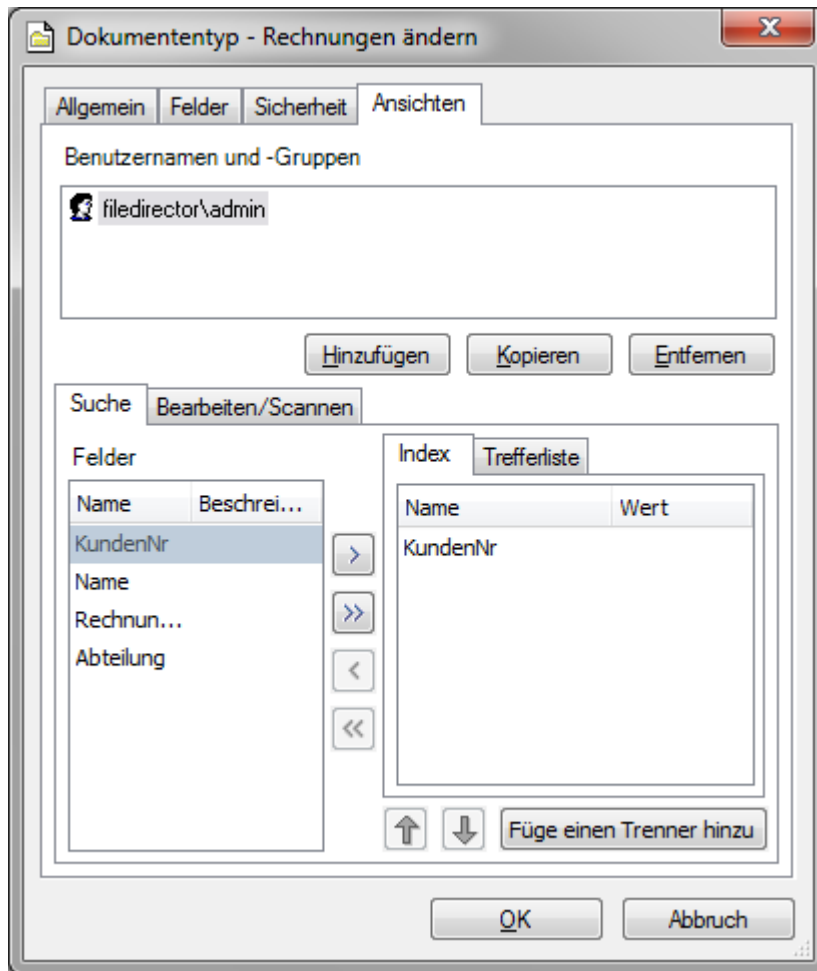 Dokumententyp - Rechnungen ändern
Allgemein Felder Sicherheit Ansichten
Benutzernamen und -Gruppen
filedirector\admin
Hinzufügen Kopieren Entfernen
Suche Bearbeiten/Scannen
Felder
Name Beschrei...
KundenNr
Name
Rechnun...
Abteilung
> 
>>
<
<<
Index Trefferliste
Name Wert
KundenNr
Füge einen Trenner hinzu
OK Abbruch